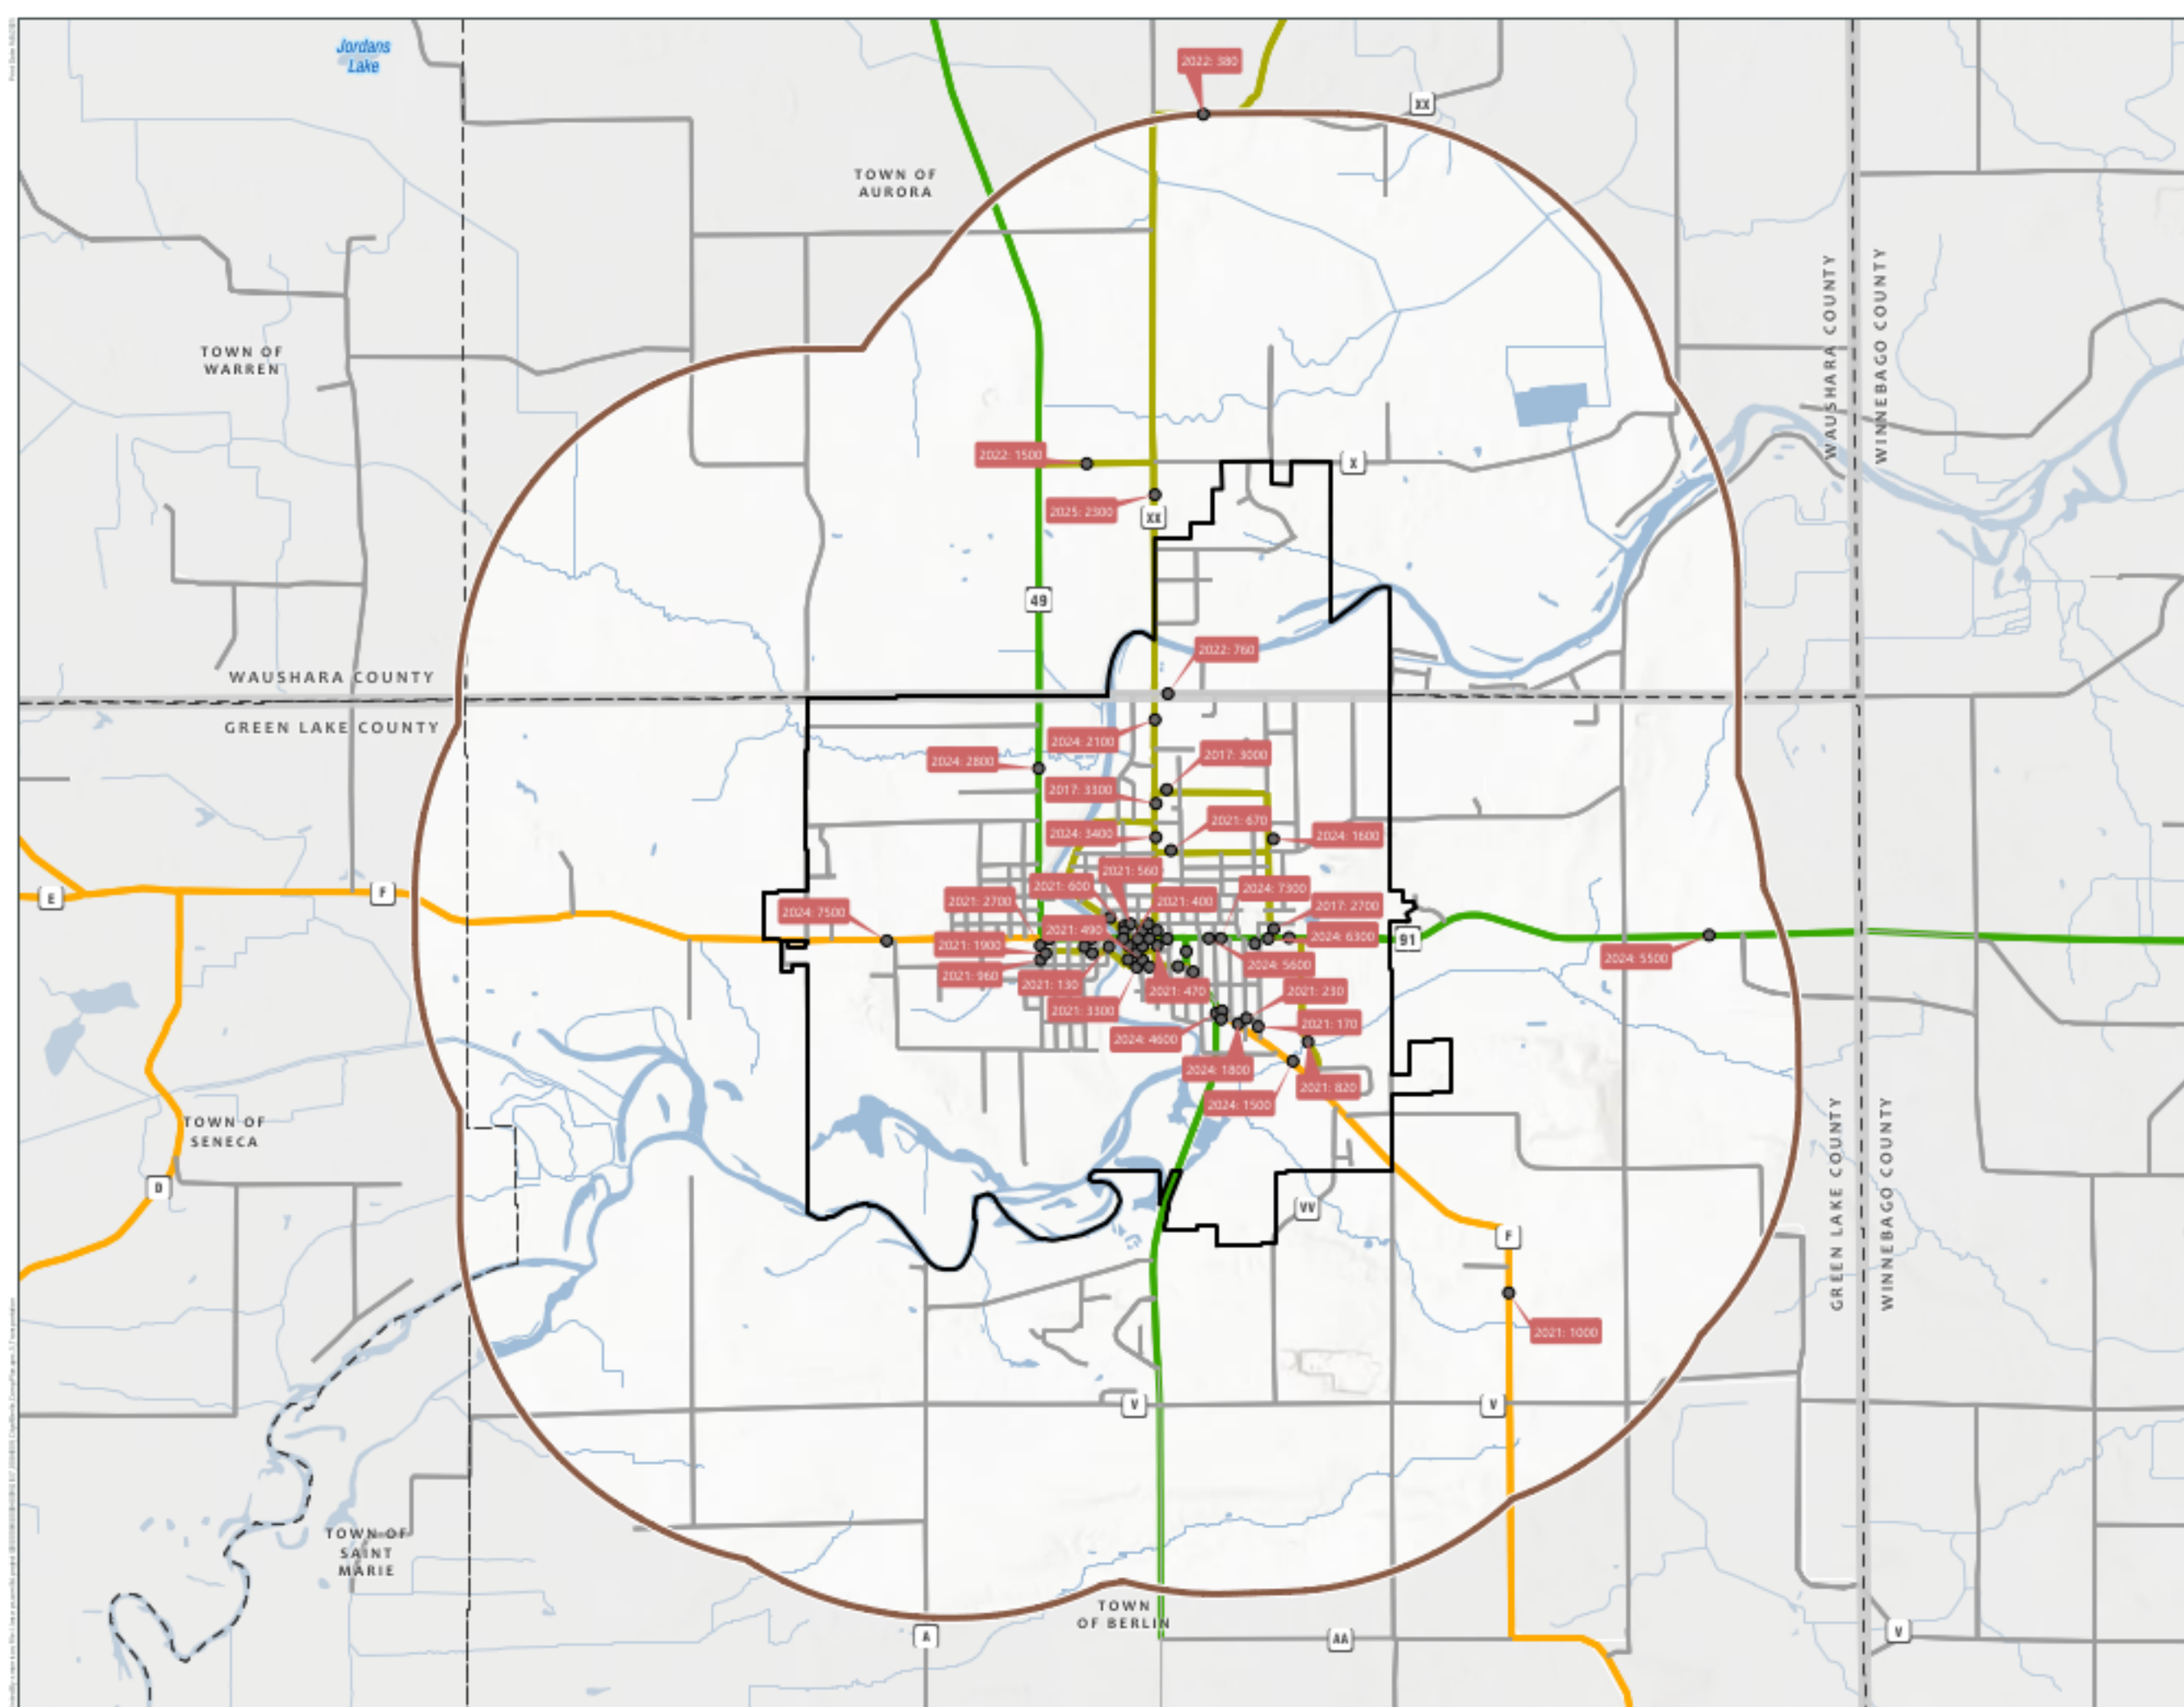 Jordans
Lake
2022: 380
XX
TOWN OF
AURORA
WAUSHARA COUNTY
WINNEBAGO COUNTY
TOWN OF
WARREN
2022: 1500
X
2025: 2300
XX
49
2022: 760
WAUSHARA COUNTY
GREEN LAKE COUNTY
2024: 2100
2017: 3000
2024: 2800
2017: 3300
2021: 670
2024: 3400
2024: 1600
2021: 560
2021: 600
2024: 7300
E
F
2021: 2700
2021: 400
2017: 2700
2024: 7500
2021: 490
2024: 6300
91
2021: 1900
2024: 5500
2024: 5600
2021: 960
2021: 130
2021: 470
2021: 230
2021: 3300
2021: 170
2024: 4600
2024: 1800
2021: 820
2024: 1500
TOWN OF
SENECA
D
VV
F
GREEN LAKE COUNTY
WINNEBAGO COUNTY
2021: 1000
V
V
TOWN OF
SAINT
MARIE
TOWN
OF BERLIN
A
AA
V